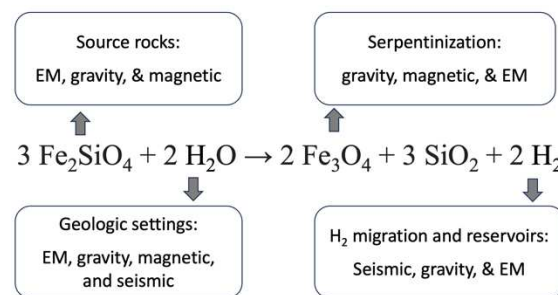 Source rocks:
EM, gravity, & magnetic
Serpentinization:
gravity, magnetic, & EM
3 Fe₂SiO₄ + 2 H₂O → 2 Fe₃O₄ + 3 SiO₂ + 2 H₂
Geologic settings:
EM, gravity, magnetic,
and seismic
H₂ migration and reservoirs:
Seismic, gravity, & EM